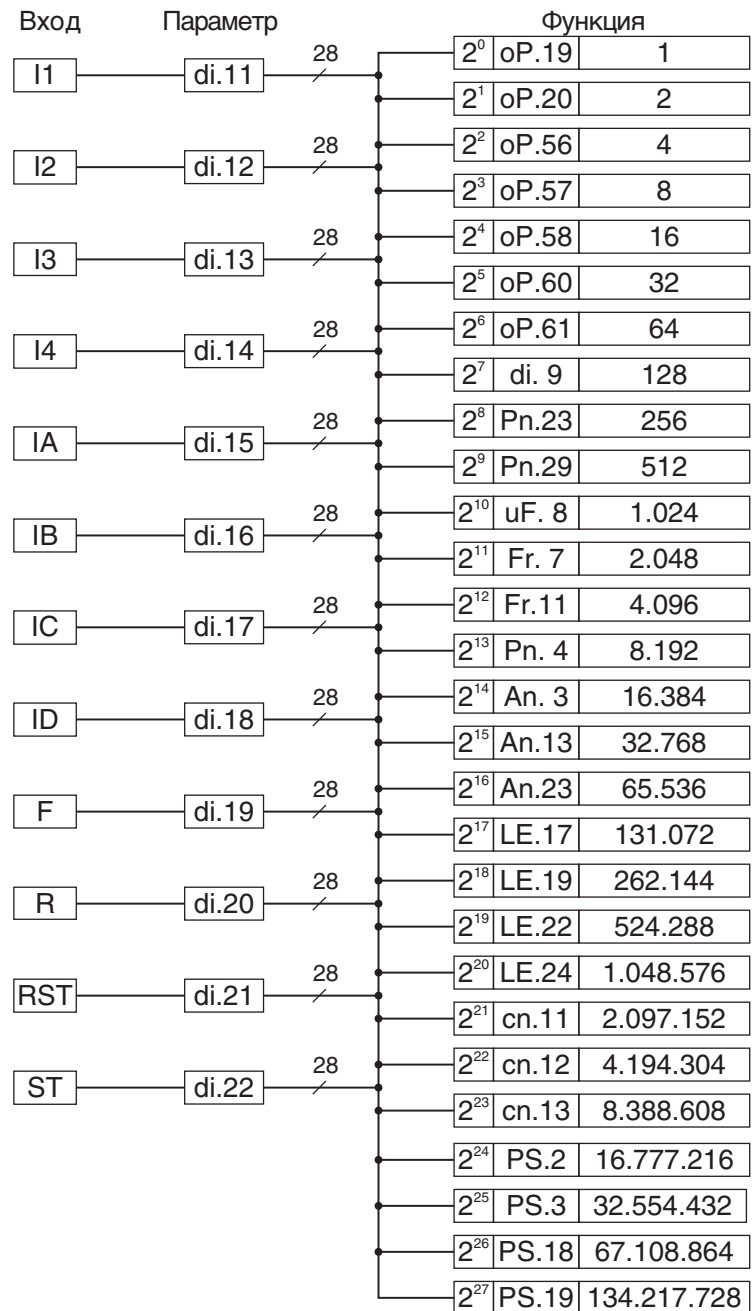 Вход Параметр Функция
I1 di.11 28
I2 di.12 28
I3 di.13 28
I4 di.14 28
IA di.15 28
IB di.16 28
IC di.17 28
ID di.18 28
F di.19 28
R di.20 28
RST di.21 28
ST di.22 28
2⁰ oP.19 1
2¹ oP.20 2
2² oP.56 4
2³ oP.57 8
2⁴ oP.58 16
2⁵ oP.60 32
2⁶ oP.61 64
2⁷ di. 9 128
2⁸ Pn.23 256
2⁹ Pn.29 512
2¹⁰ uF. 8 1.024
2¹¹ Fr. 7 2.048
2¹² Fr.11 4.096
2¹³ Pn. 4 8.192
2¹⁴ An. 3 16.384
2¹⁵ An.13 32.768
2¹⁶ An.23 65.536
2¹⁷ LE.17 131.072
2¹⁸ LE.19 262.144
2¹⁹ LE.22 524.288
2²⁰ LE.24 1.048.576
2²¹ cn.11 2.097.152
2²² cn.12 4.194.304
2²³ cn.13 8.388.608
2²⁴ PS.2 16.777.216
2²⁵ PS.3 32.554.432
2²⁶ PS.18 67.108.864
2²⁷ PS.19 134.217.728